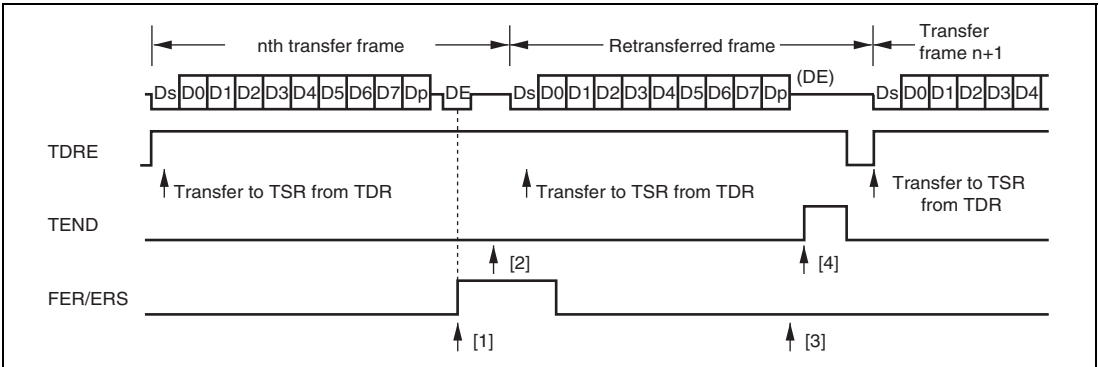 nth transfer frame
Retransferred frame
Transfer
frame n+1
(DE)
Ds D0 D1 D2 D3 D4 D5 D6 D7 Dp DE Ds D0 D1 D2 D3 D4 D5 D6 D7 Dp Ds D0 D1 D2 D3 D4
TDRE
Transfer to TSR from TDR
Transfer to TSR from TDR
Transfer to TSR
from TDR
TEND
[2]
[4]
FER/ERS
[1]
[3]